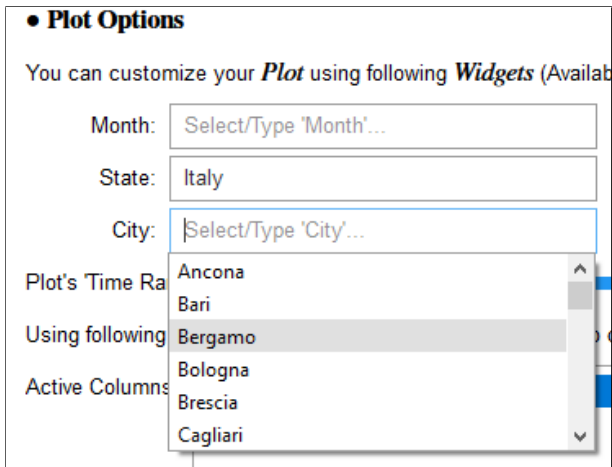 ● Plot Options
You can customize your Plot using following Widgets (Availab
Month: Select/Type 'Month'...
State: Italy
City: Select/Type 'City'...
Plot's 'Time Ra
Ancona
Bari
Using following
Bergamo
Bologna
Active Columns
Brescia
Cagliari